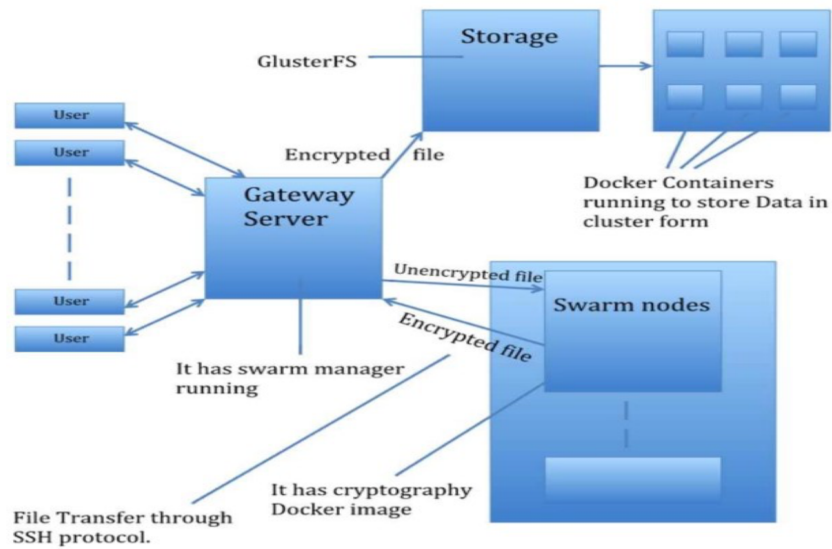 Storage
GlusterFS
User
User
Encrypted file
Gateway
Server
Docker Containers
running to store Data in
cluster form
Unencrypted file
Swarm nodes
Encrypted file
User
User
It has swarm manager
running
It has cryptography
Docker image
File Transfer through
SSH protocol.